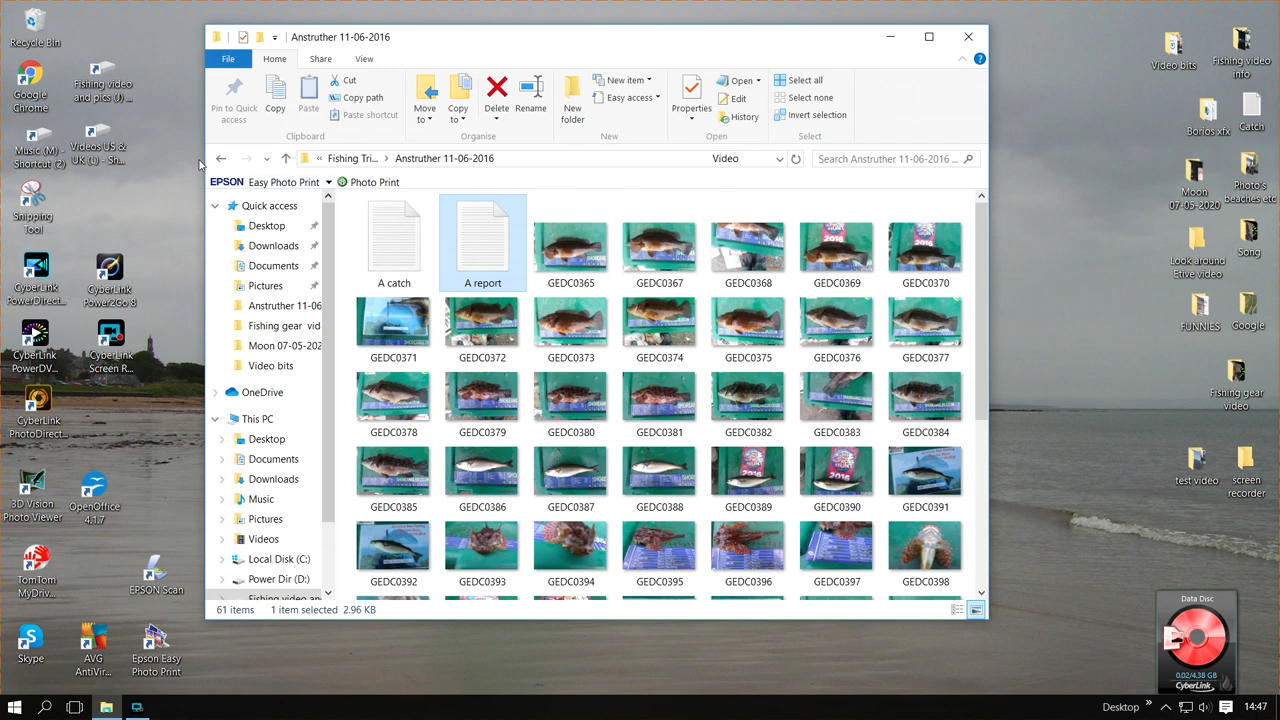 Recycle Bin
Google Chrome
Fishing video and pics (J) ...
Music (M) - Shortcut (2)
Videos US & UK (L) - Sh...
Snipping Tool
CyberLink PowerDirect...
CyberLink Power2Go 8
CyberLink PowerDV...
CyberLink Screen R...
CyberLink PhotoDirect...
3D Vision Photo Viewer
OpenOffice 4.1.7
TomTom MyDriv...
EPSON Scan
Skype
AVG AntiVir...
Epson Easy Photo Print
Anstruther 11-06-2016
File Home Share View
Pin to Quick access
Copy
Paste
Cut
Copy path
Paste shortcut
Clipboard
Move to
Copy to
Delete
Rename
Organise
New folder
New item
Easy access
New
Properties
Open
Edit
History
Open
Select all
Select none
Invert selection
Select
« Fishing Tri... > Anstruther 11-06-2016 Video
Search Anstruther 11-06-2016 ...
EPSON Easy Photo Print Photo Print
Quick access
Desktop
Downloads
Documents
Pictures
Anstruther 11-06
Fishing gear vid
Moon 07-05-202
Video bits
OneDrive
This PC
Desktop
Documents
Downloads
Music
Pictures
Videos
Local Disk (C:)
Power Dir (D:)
Fishing video and
A catch A report GEDC0365 GEDC0367 GEDC0368 GEDC0369 GEDC0370
GEDC0371 GEDC0372 GEDC0373 GEDC0374 GEDC0375 GEDC0376 GEDC0377
GEDC0378 GEDC0379 GEDC0380 GEDC0381 GEDC0382 GEDC0383 GEDC0384
GEDC0385 GEDC0386 GEDC0387 GEDC0388 GEDC0389 GEDC0390 GEDC0391
GEDC0392 GEDC0393 GEDC0394 GEDC0395 GEDC0396 GEDC0397 GEDC0398
61 items 1 item selected 2.96 KB
Video bits
Fishing video info
Borios xfx
Catch
Moon 07-05-2020
Photo's beaches etc
Look around Etive video
Song
FUNNIES
Google
Fishing gear video
test video
screen recorder
Data Disc
0.02/4.38 GB
CyberLink
Desktop » 14:47